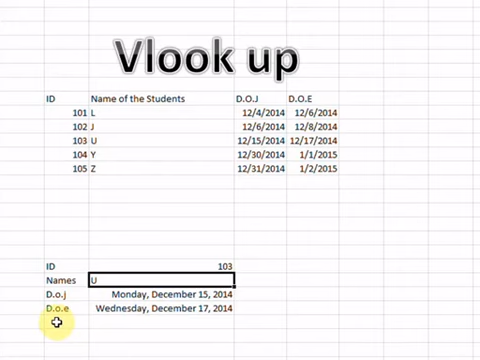 Vlook up
ID Name of the Students D.O.J D.O.E
101 L 12/4/2014 12/6/2014
102 J 12/6/2014 12/8/2014
103 U 12/15/2014 12/17/2014
104 Y 12/30/2014 1/1/2015
105 Z 12/31/2014 1/2/2015
ID 103
Names U
D.o.j Monday, December 15, 2014
D.o.e Wednesday, December 17, 2014